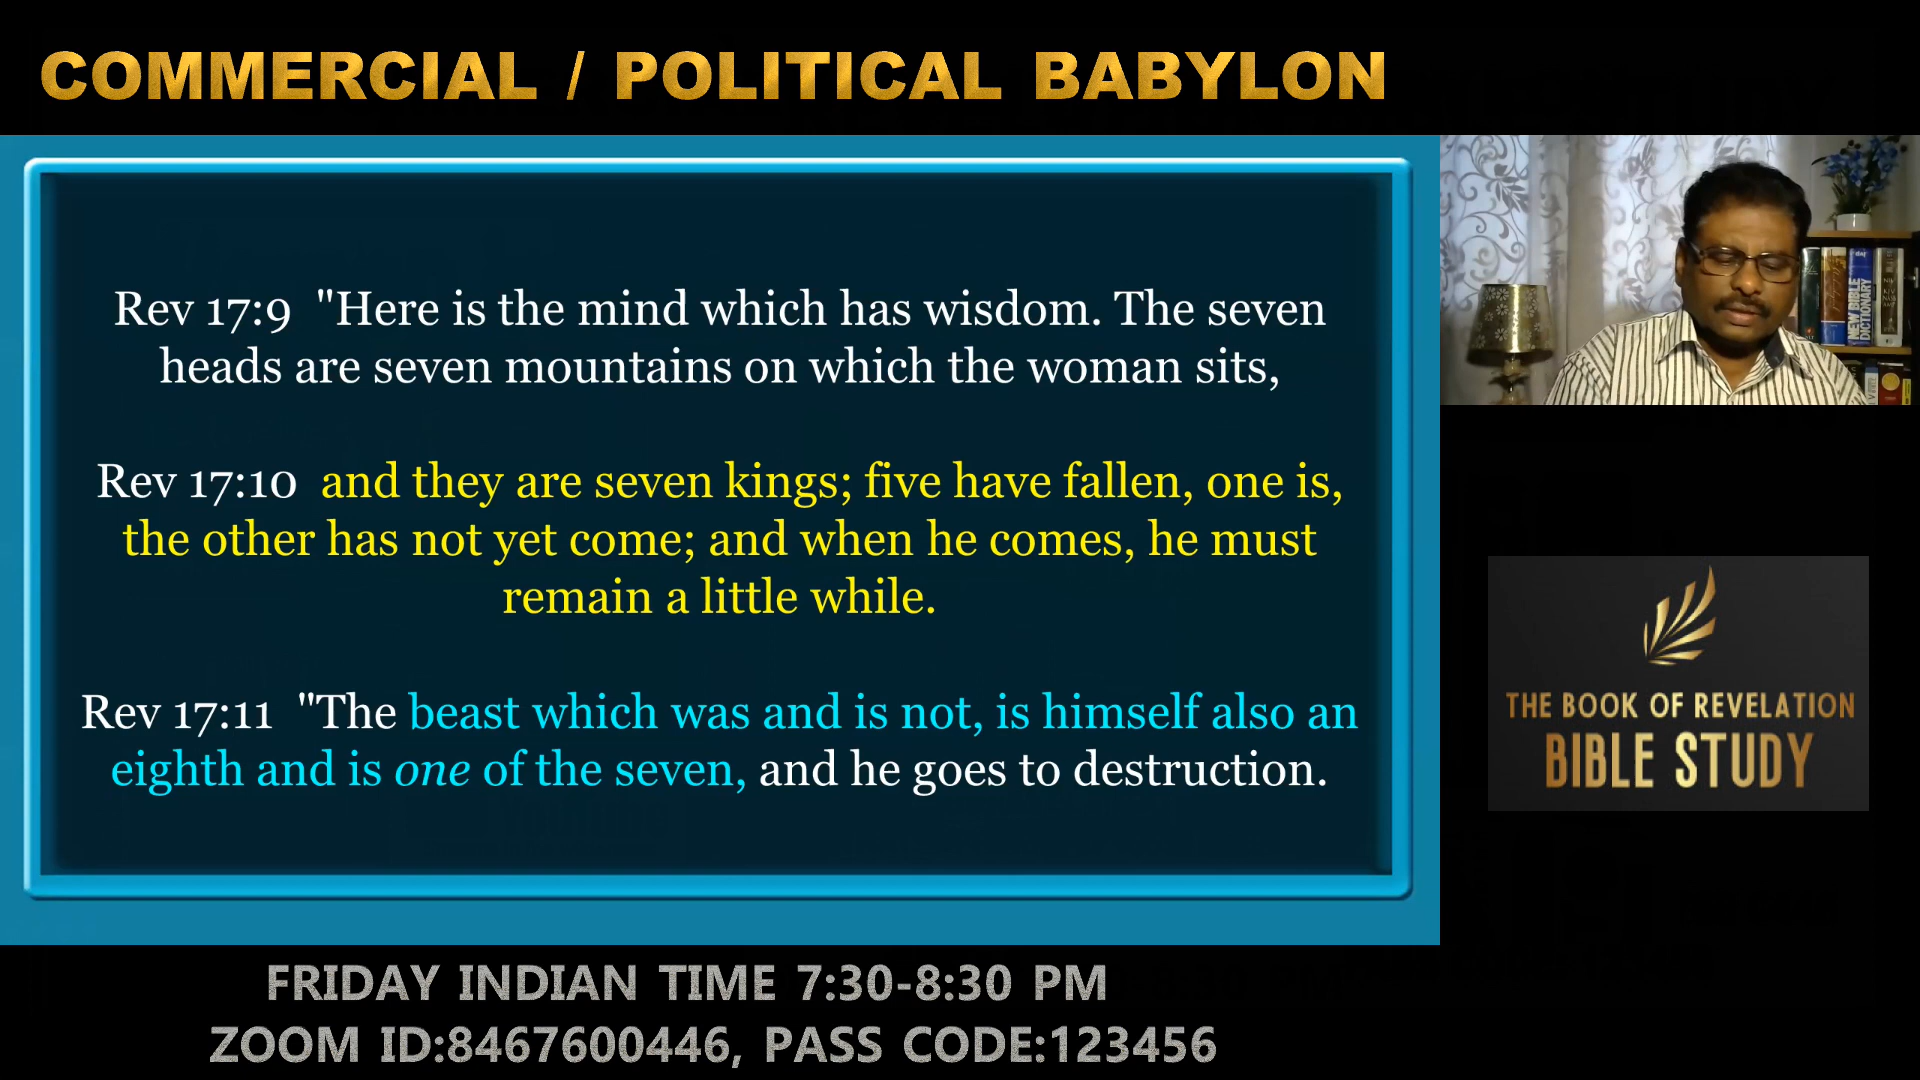 COMMERCIAL / POLITICAL BABYLON
Rev 17:9 "Here is the mind which has wisdom. The seven
heads are seven mountains on which the woman sits,
Rev 17:10 and they are seven kings; five have fallen, one is,
the other has not yet come; and when he comes, he must
remain a little while.
Rev 17:11 "The beast which was and is not, is himself also an
eighth and is one of the seven, and he goes to destruction.
NEW BIBLE
DICTIONARY
THE BOOK OF REVELATION
BIBLE STUDY
FRIDAY INDIAN TIME 7:30-8:30 PM
ZOOM ID:8467600446, PASS CODE:123456